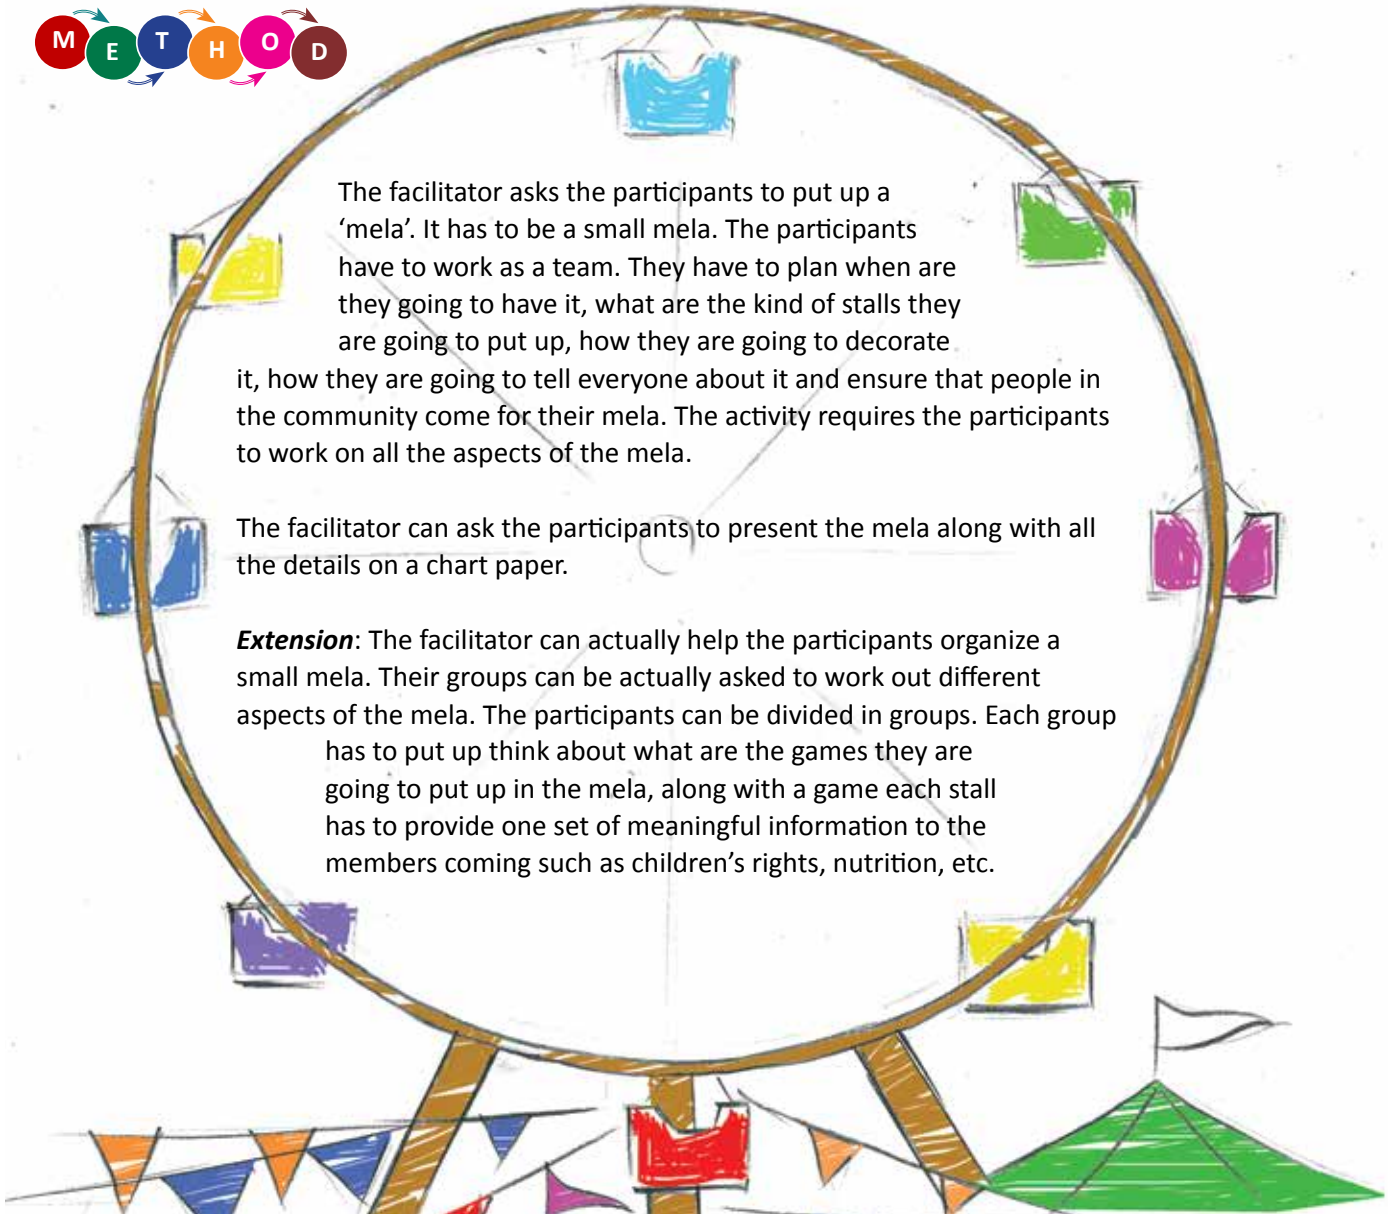 METHOD
The facilitator asks the participants to put up a
‘mela’. It has to be a small mela. The participants
have to work as a team. They have to plan when are
they going to have it, what are the kind of stalls they
are going to put up, how they are going to decorate
it, how they are going to tell everyone about it and ensure that people in
the community come for their mela. The activity requires the participants
to work on all the aspects of the mela.
The facilitator can ask the participants to present the mela along with all
the details on a chart paper.
Extension: The facilitator can actually help the participants organize a
small mela. Their groups can be actually asked to work out different
aspects of the mela. The participants can be divided in groups. Each group
has to put up think about what are the games they are
going to put up in the mela, along with a game each stall
has to provide one set of meaningful information to the
members coming such as children’s rights, nutrition, etc.